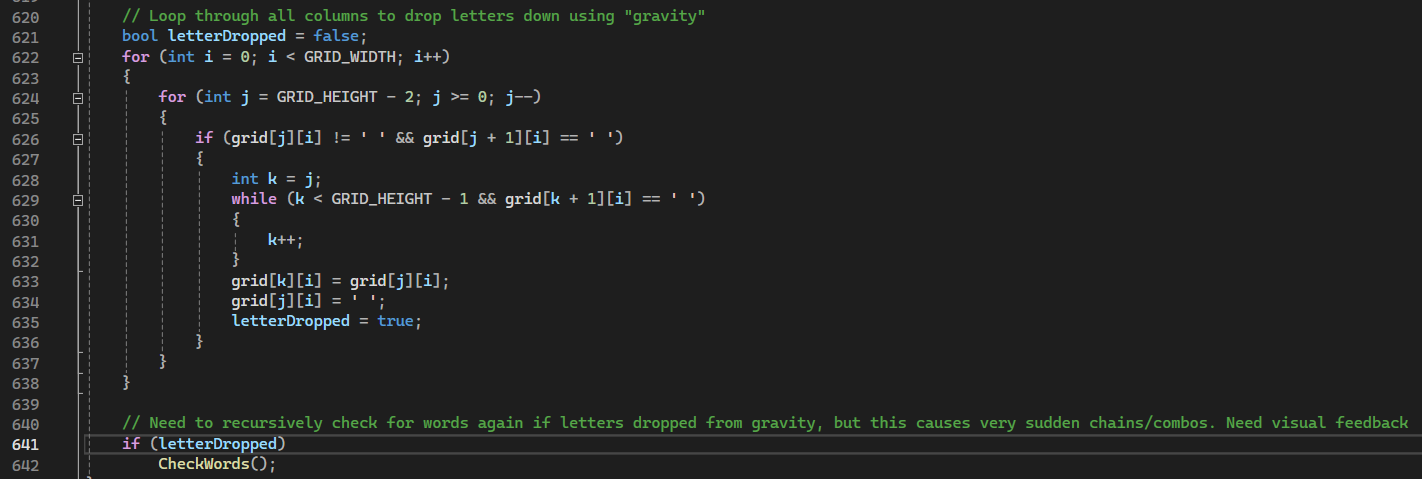 620 // Loop through all columns to drop letters down using "gravity"
621 bool letterDropped = false;
622 for (int i = 0; i < GRID_WIDTH; i++)
623 {
624 for (int j = GRID_HEIGHT - 2; j >= 0; j--)
625 {
626 if (grid[j][i] != ' ' && grid[j + 1][i] == ' ')
627 {
628 int k = j;
629 while (k < GRID_HEIGHT - 1 && grid[k + 1][i] == ' ')
630 {
631 k++;
632 }
633 grid[k][i] = grid[j][i];
634 grid[j][i] = ' ';
635 letterDropped = true;
636 }
637 }
638 }
639
640 // Need to recursively check for words again if letters dropped from gravity, but this causes very sudden chains/combos. Need visual feedback
641 if (letterDropped)
642 CheckWords();